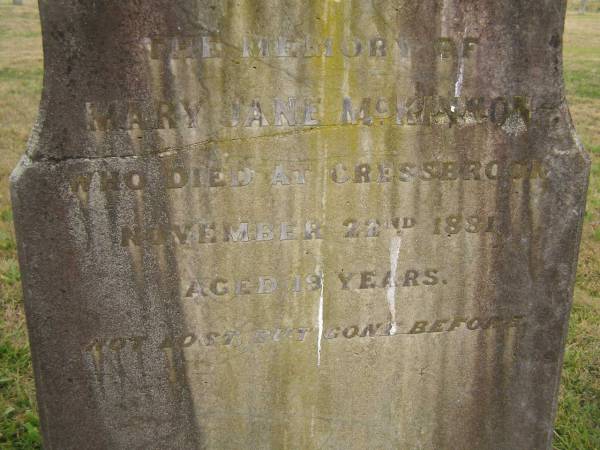 THE MEMORY OF
MARY JANE McKINNON
WHO DIED AT CRESSBROOK
NOVEMBER 22ND 1881,
AGED 19 YEARS.
NOT LOST, BUT GONE BEFORE.